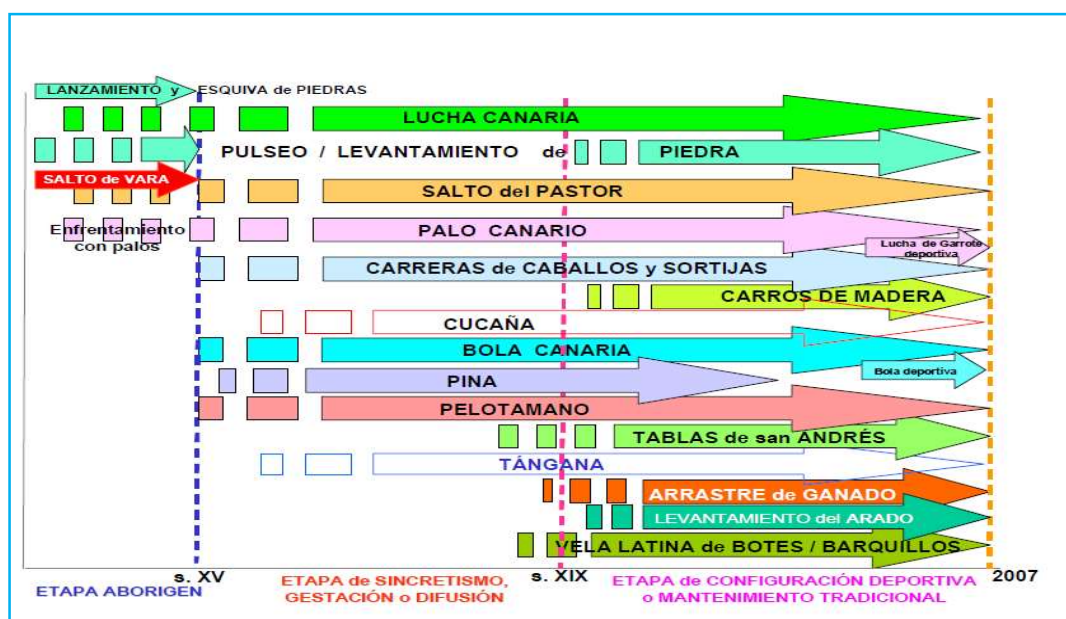 LANZAMIENTO y ESQUIVA de PIEDRAS
LUCHA CANARIA
PULSEO / LEVANTAMIENTO de PIEDRA
SALTO de VARA
SALTO del PASTOR
Enfrentamiento
con palos
PALO CANARIO
Lucha de Garrote
deportiva
CARRERAS de CABALLOS y SORTIJAS
CARROS DE MADERA
CUCAÑA
BOLA CANARIA
Bola deportiva
PINA
PELOTAMANO
TABLAS de san ANDRÉS
TÁNGANA
ARRASTRE de GANADO
LEVANTAMIENTO del ARADO
VELA LATINA de BOTES / BARQUILLOS
s. XV
s. XIX
2007
ETAPA ABORIGEN
ETAPA de SINCRETISMO,
GESTACIÓN o DIFUSIÓN
ETAPA de CONFIGURACIÓN DEPORTIVA
o MANTENIMIENTO TRADICIONAL